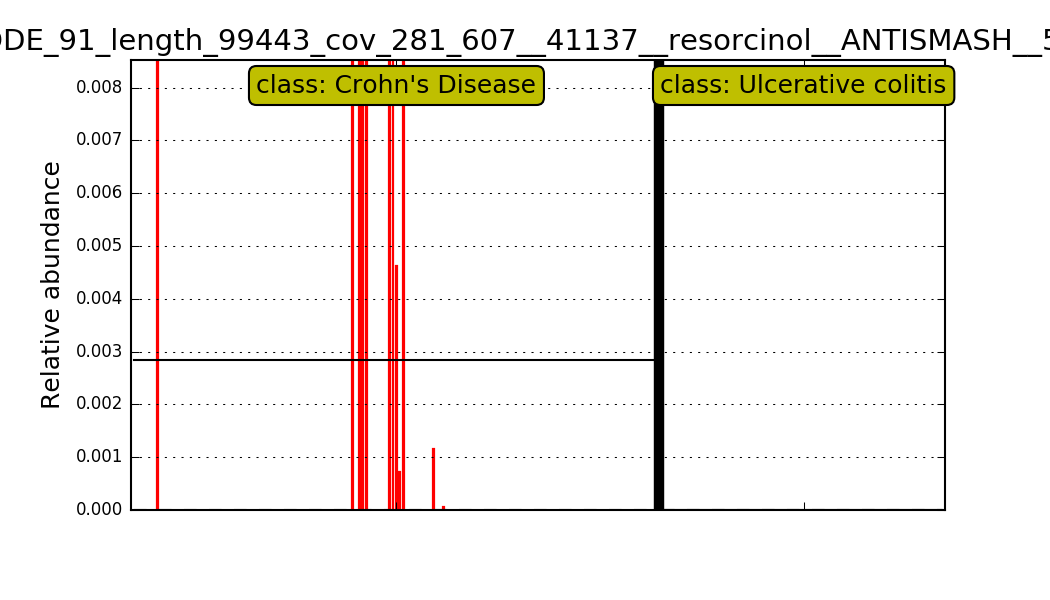 DE_91_length_99443_cov_281_607__41137__resorcinol__ANTISMASH__5
class: Crohn's Disease
class: Ulcerative colitis
Relative abundance
0.008
0.007
0.006
0.005
0.004
0.003
0.002
0.001
0.000